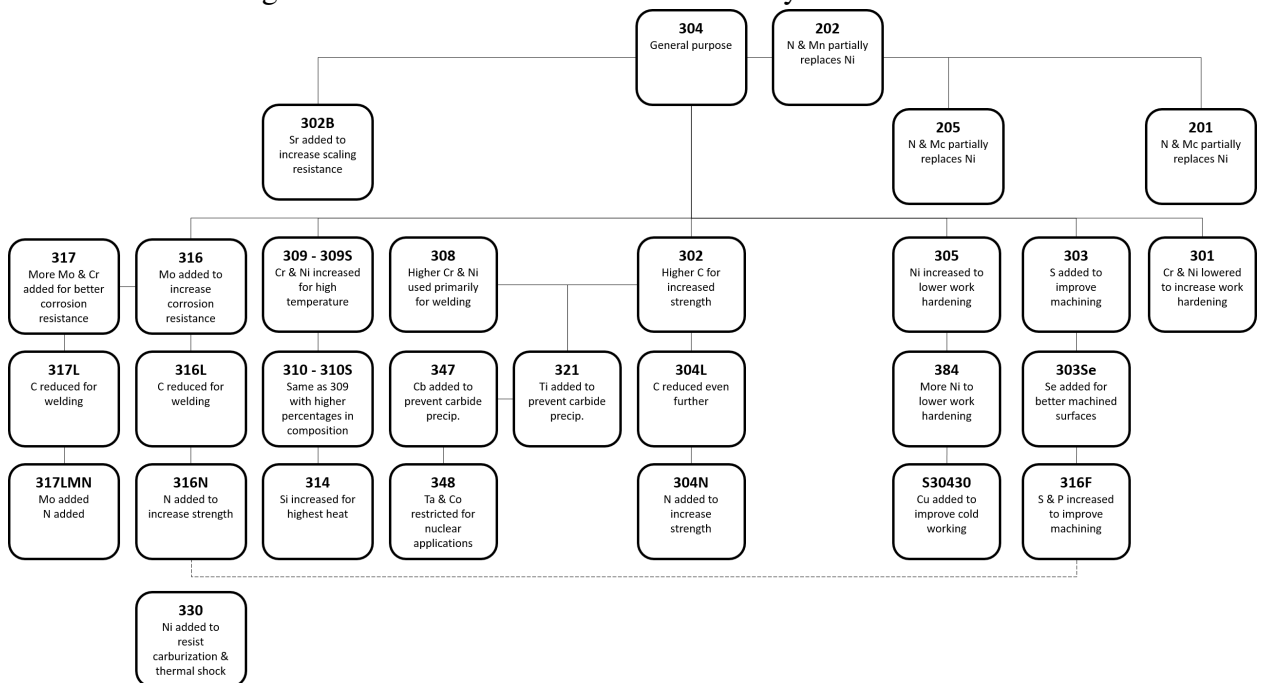 304
General purpose
202
N & Mn partially
replaces Ni
302B
Sr added to
increase scaling
resistance
205
N & Mc partially
replaces Ni
201
N & Mc partially
replaces Ni
317
More Mo & Cr
added for better
corrosion
resistance
316
Mo added to
increase
corrosion
resistance
309 - 309S
Cr & Ni increased
for high
temperature
308
Higher Cr & Ni
used primarily
for welding
302
Higher C for
increased
strength
305
Ni increased to
lower work
hardening
303
S added to
improve
machining
301
Cr & Ni lowered
to increase work
hardening
317L
C reduced for
welding
316L
C reduced for
welding
310 - 310S
Same as 309
with higher
percentages in
composition
347
Cb added to
prevent carbide
precip.
321
Ti added to
prevent carbide
precip.
304L
C reduced even
further
384
More Ni to
lower work
hardening
303Se
Se added for
better machined
surfaces
317LMN
Mo added
N added
316N
N added to
increase strength
314
Si increased for
highest heat
348
Ta & Co
restricted for
nuclear
applications
304N
N added to
increase
strength
S30430
Cu added to
improve cold
working
316F
S & P increased
to improve
machining
330
Ni added to
resist
carburization &
thermal shock